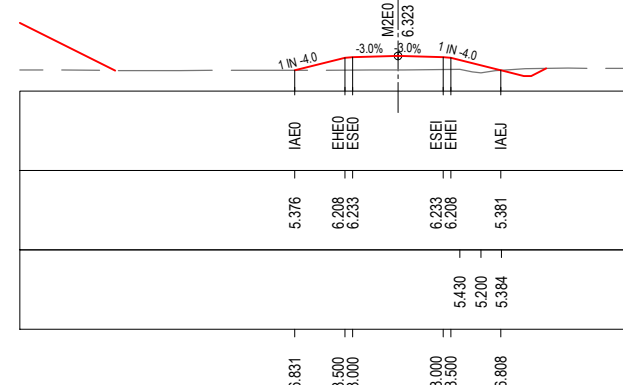 M2E0
6.323
1 IN -4.0
-3.0%
-3.0%
1 IN -4.0
IAE0
EHE0
ESE0
ESEI
EHEI
IAEJ
5.376
6.208
6.233
6.233
6.208
5.381
5.430
5.200
5.384